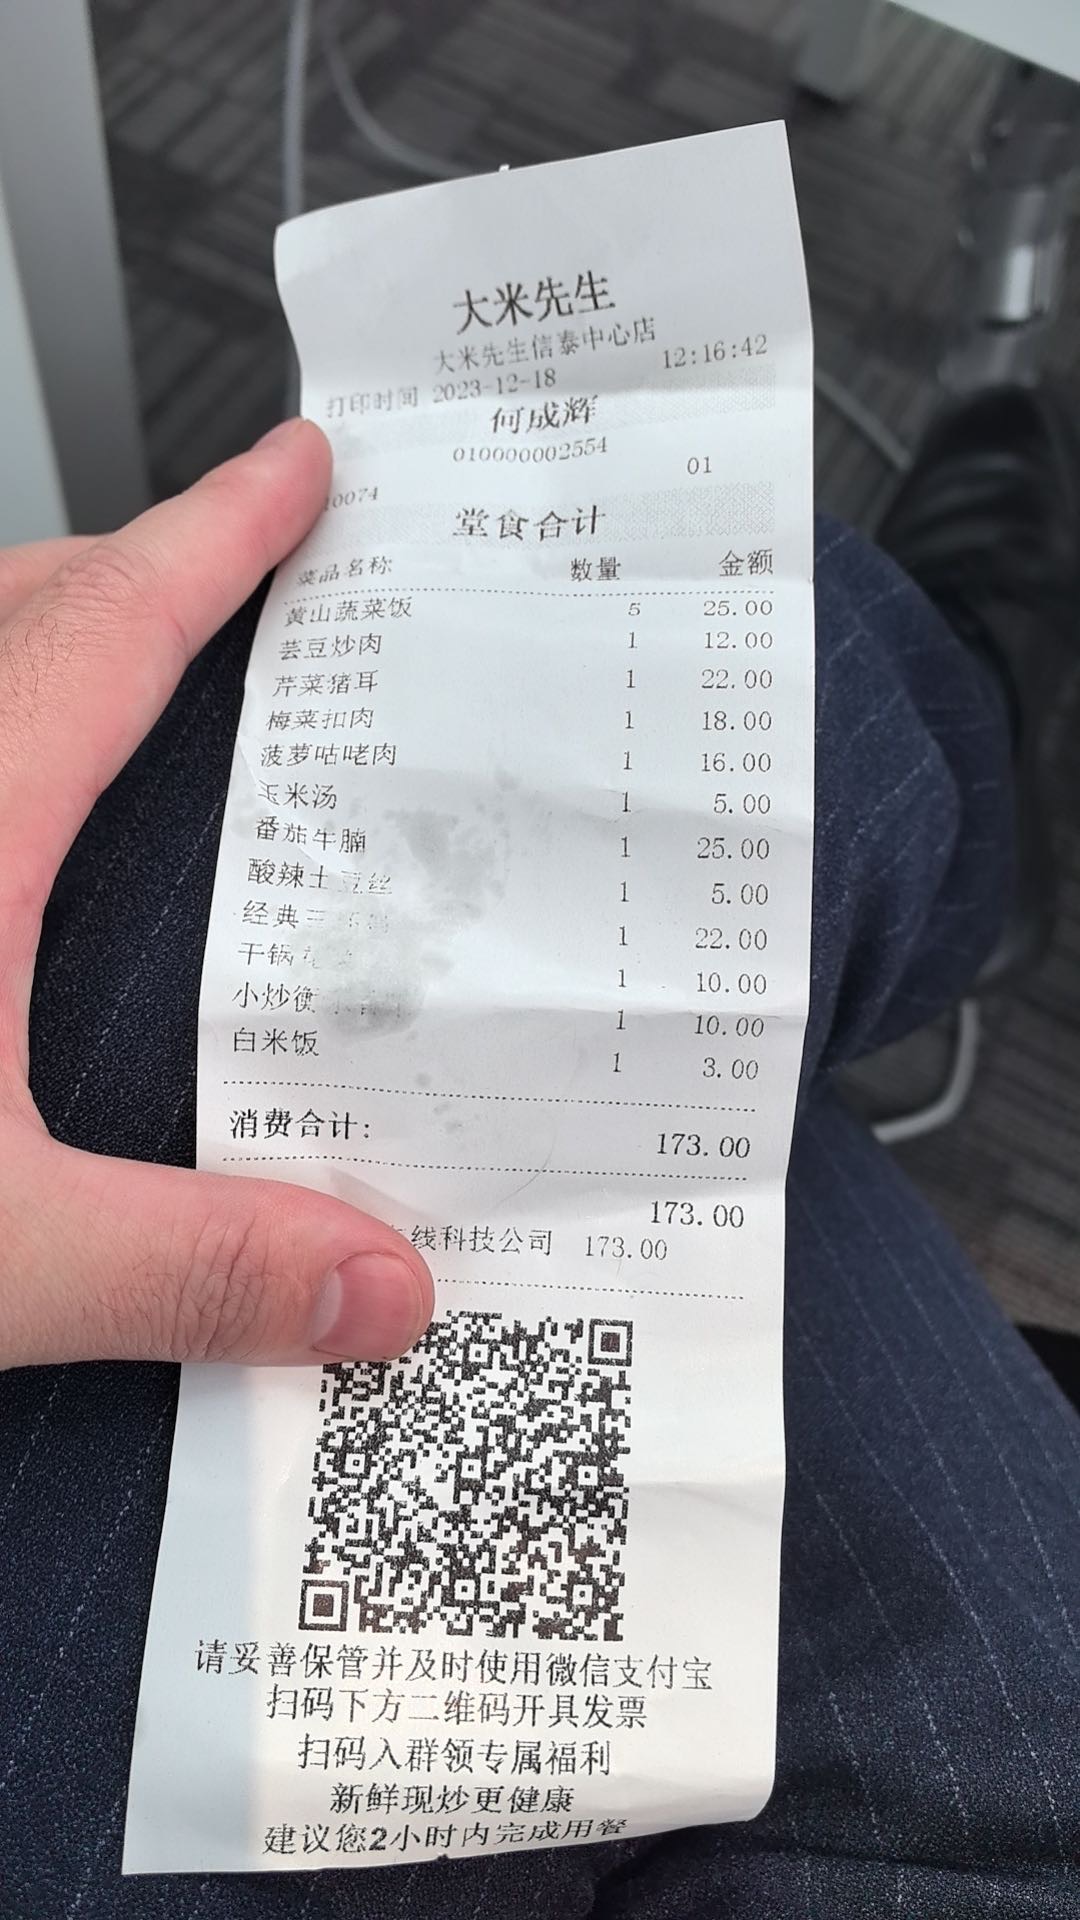 大米先生
大米先生信泰中心店
打印时间 2023-12-18 12:16:42
何成辉
010000002554
10074 01
堂食合计
菜品名称 数量 金额
黄山蔬菜饭 5 25.00
芸豆炒肉 1 12.00
芹菜猪耳 1 22.00
梅菜扣肉 1 18.00
菠萝咕咾肉 1 16.00
玉米汤 1 5.00
番茄牛腩 1 25.00
酸辣土豆丝 1 5.00
经典三 1 22.00
干锅 1 10.00
小炒衡 1 10.00
白米饭 1 3.00
消费合计: 173.00
173.00
线科技公司 173.00
请妥善保管并及时使用微信支付宝
扫码下方二维码开具发票
扫码入群领专属福利
新鲜现炒更健康
建议您2小时内完成用餐